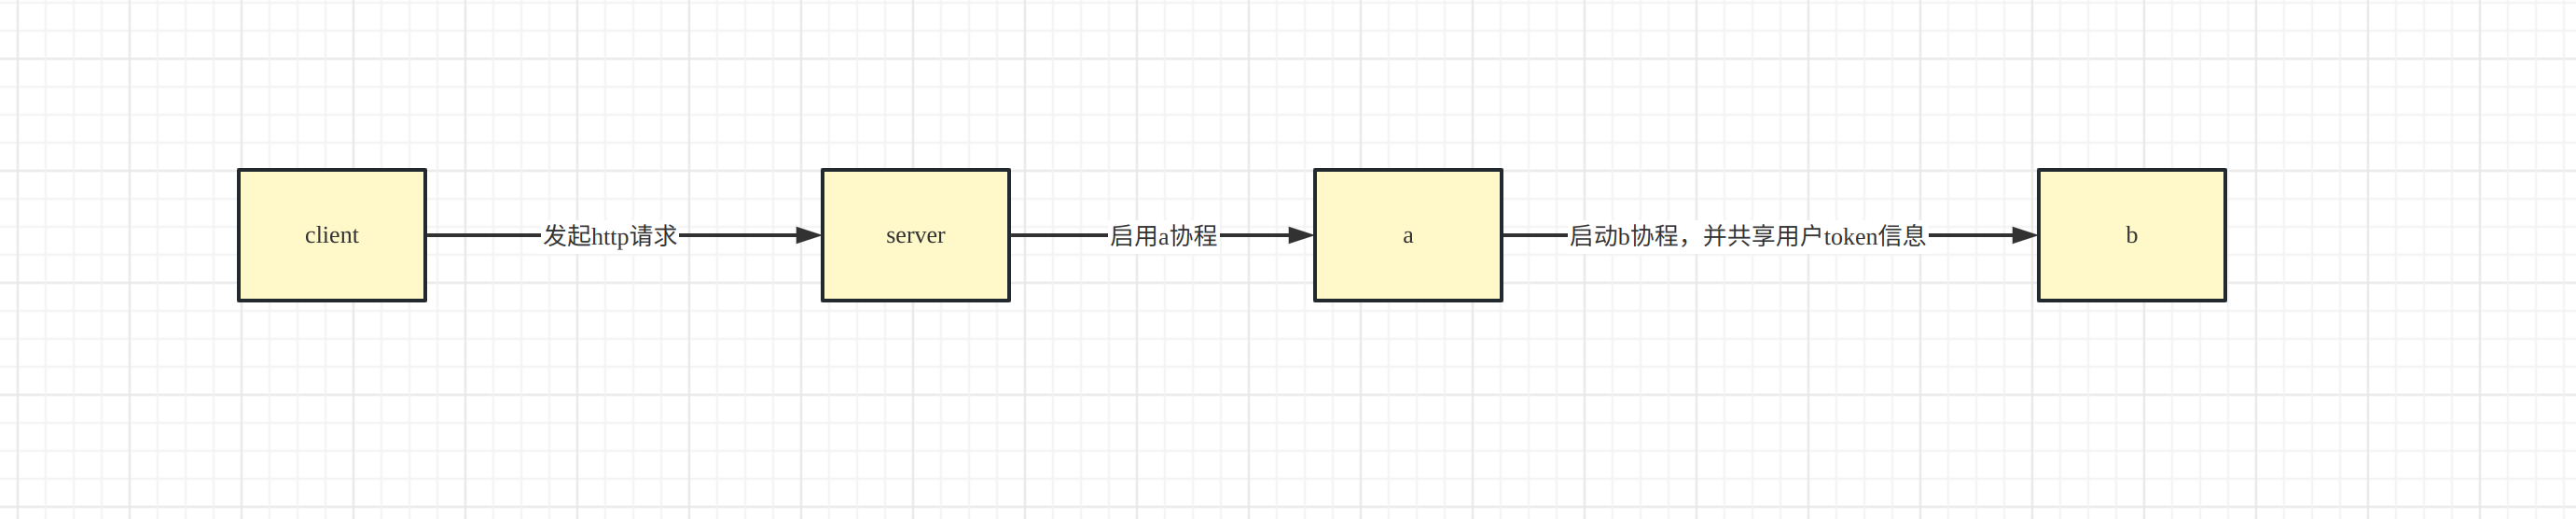 client
发起http请求
server
启用a协程
a
启动b协程，并共享用户token信息
b